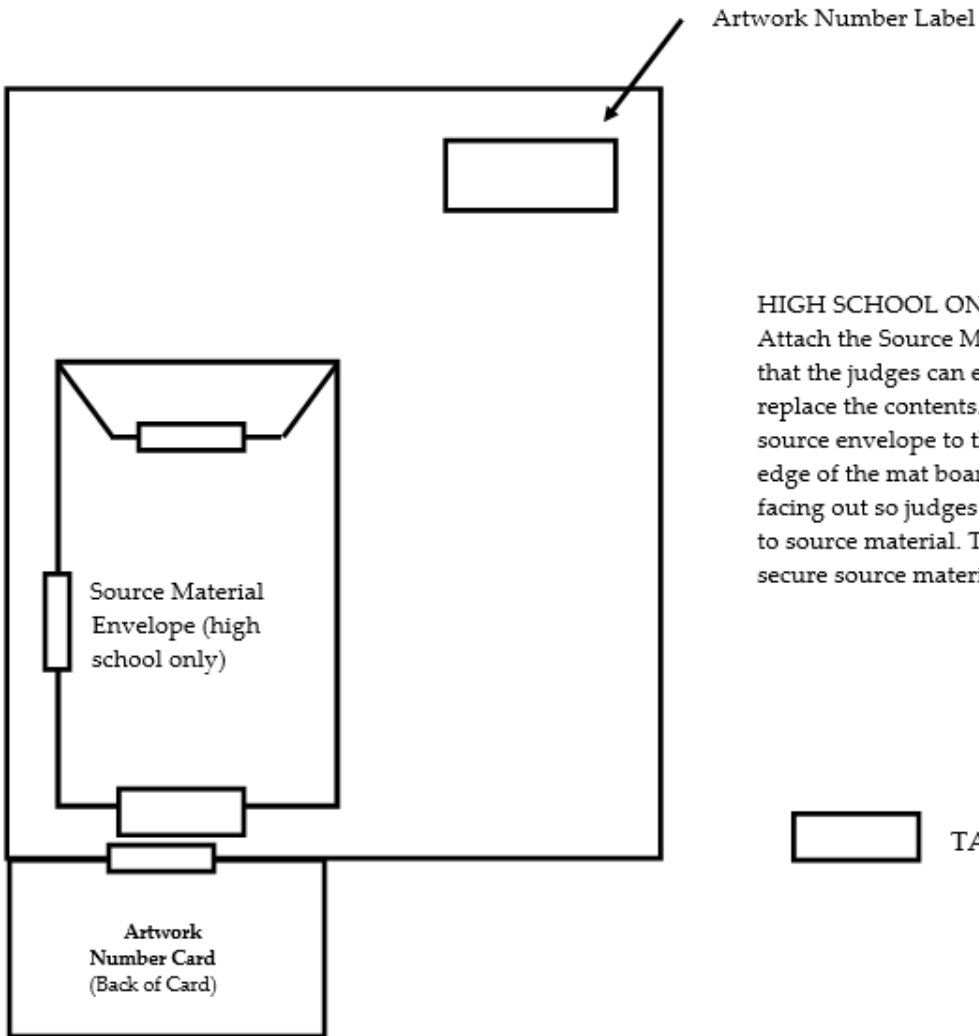 Artwork Number Label
HIGH SCHOOL ON
Attach the Source M
that the judges can e
replace the contents.
source envelope to t
edge of the mat boar
facing out so judges
to source material. T
secure source materi
Source Material
Envelope (high
school only)
TA
Artwork
Number Card
(Back of Card)